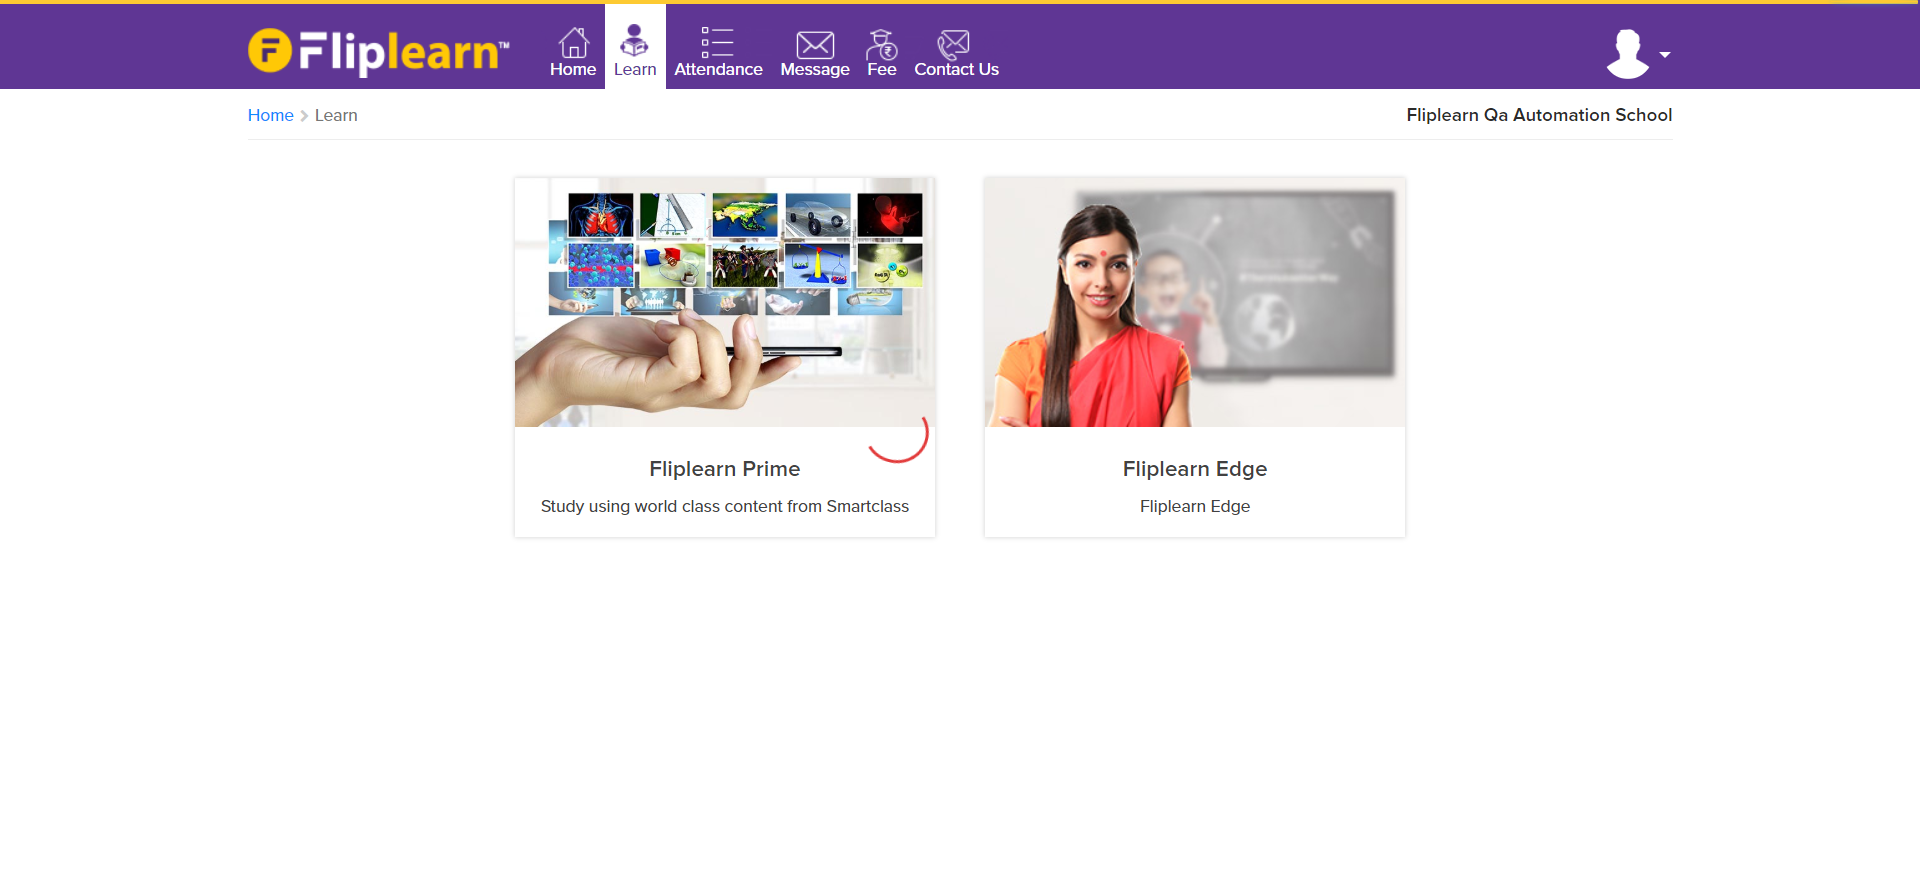 Fliplearn™
Home
Learn
Attendance
Message
Fee
Contact Us
Home Learn
Fliplearn Qa Automation School
Fliplearn Prime
Study using world class content from Smartclass
Fliplearn Edge
Fliplearn Edge